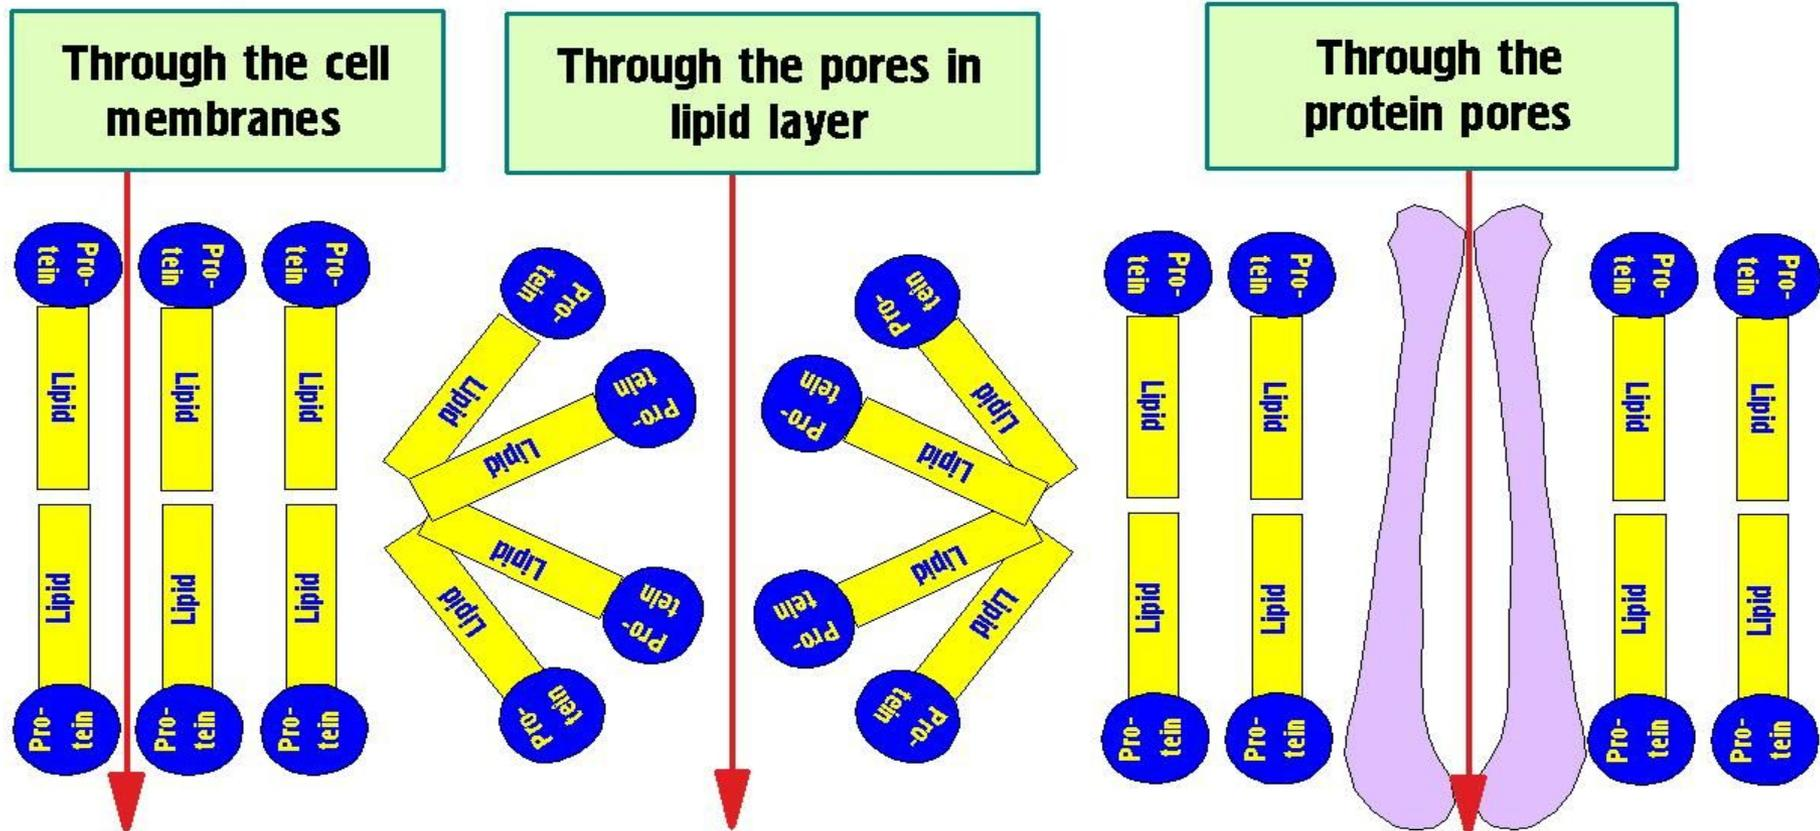 Through the cell
membranes
Through the pores in
lipid layer
Through the
protein pores
Pro-
tein
Pro-
tein
Pro-
tein
Lipid
Lipid
Lipid
Lipid
Lipid
Lipid
Pro-
tein
Pro-
tein
Pro-
tein
Pro-
tein
Lipid
Pro-
tein
Lipid
Lipid
Pro-
tein
Lipid
Pro-
tein
Pro-
tein
Lipid
Pro-
tein
Lipid
Lipid
Pro-
tein
Lipid
Pro-
tein
Pro-
tein
Pro-
tein
Pro-
tein
Pro-
tein
Lipid
Lipid
Lipid
Lipid
Lipid
Lipid
Lipid
Lipid
Pro-
tein
Pro-
tein
Pro-
tein
Pro-
tein